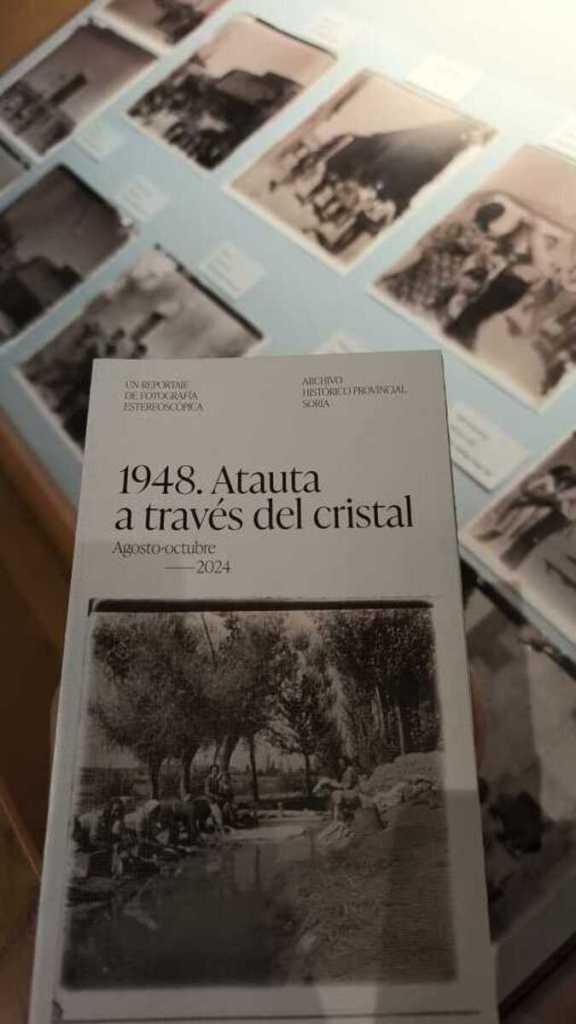 UN REPORTAJE
DE FOTOGRAFÍA
ESTEREOSCÓPICA
ARCHIVO
HISTÓRICO PROVINCIAL
SORIA
1948. Atauta
a través del cristal
Agosto-octubre
—2024